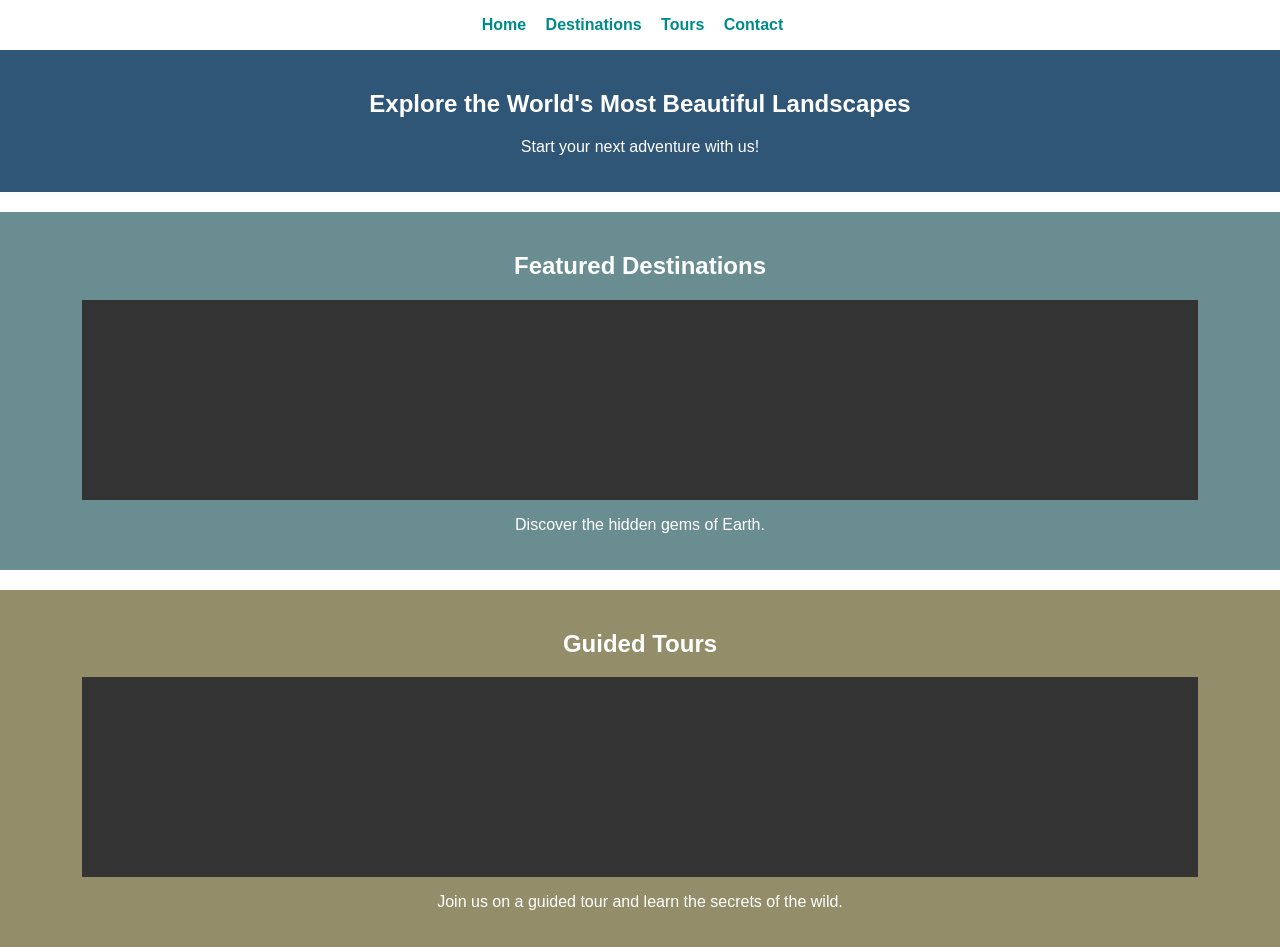 Home Destinations Tours Contact
Explore the World's Most Beautiful Landscapes
Start your next adventure with us!
Featured Destinations
Discover the hidden gems of Earth.
Guided Tours
Join us on a guided tour and learn the secrets of the wild.